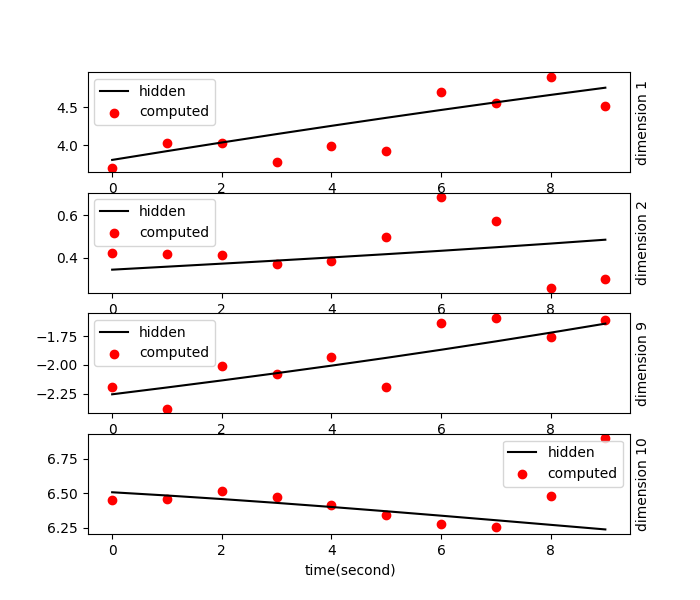 hidden
computed
4.5
4.0
dimension 1
0 2 4 6 8
hidden
computed
0.6
0.4
dimension 2
0 2 4 6 8
hidden
computed
−1.75
−2.00
−2.25
dimension 9
0 2 4 6 8
hidden
computed
6.75
6.50
6.25
dimension 10
0 2 4 6 8
time(second)